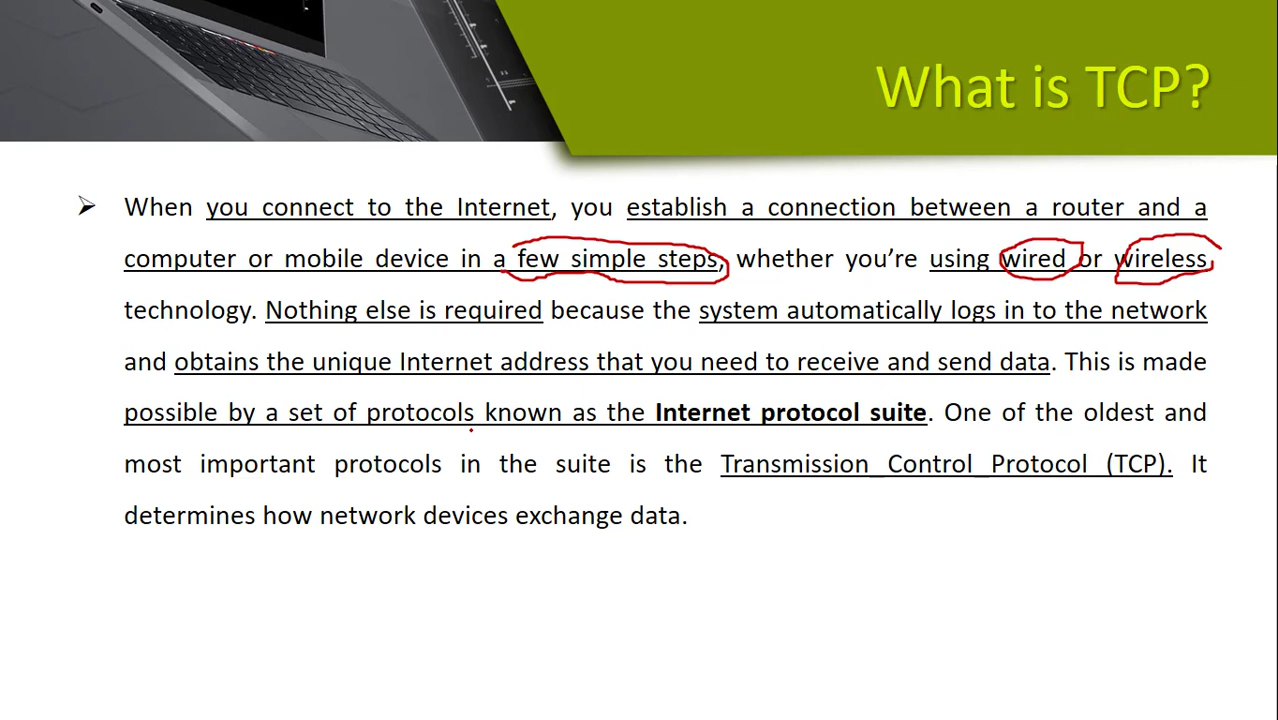 What is TCP?
When you connect to the Internet, you establish a connection between a router and a
computer or mobile device in a few simple steps, whether you’re using wired or wireless
technology. Nothing else is required because the system automatically logs in to the network
and obtains the unique Internet address that you need to receive and send data. This is made
possible by a set of protocols known as the Internet protocol suite. One of the oldest and
most important protocols in the suite is the Transmission Control Protocol (TCP). It
determines how network devices exchange data.